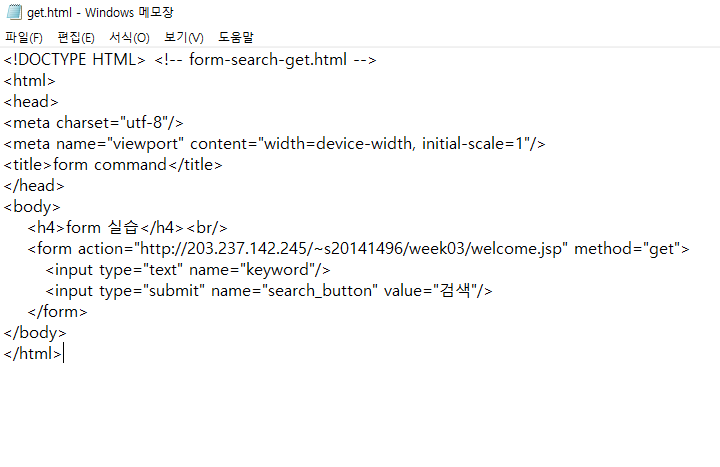 get.html - Windows 메모장
파일(F) 편집(E) 서식(O) 보기(V) 도움말
<!DOCTYPE HTML> <!-- form-search-get.html -->
<html>
<head>
<meta charset="utf-8"/>
<meta name="viewport" content="width=device-width, initial-scale=1"/>
<title>form command</title>
</head>
<body>
<h4>form 실습</h4><br/>
<form action="http://203.237.142.245/~s20141496/week03/welcome.jsp" method="get">
<input type="text" name="keyword"/>
<input type="submit" name="search_button" value="검색"/>
</form>
</body>
</html>